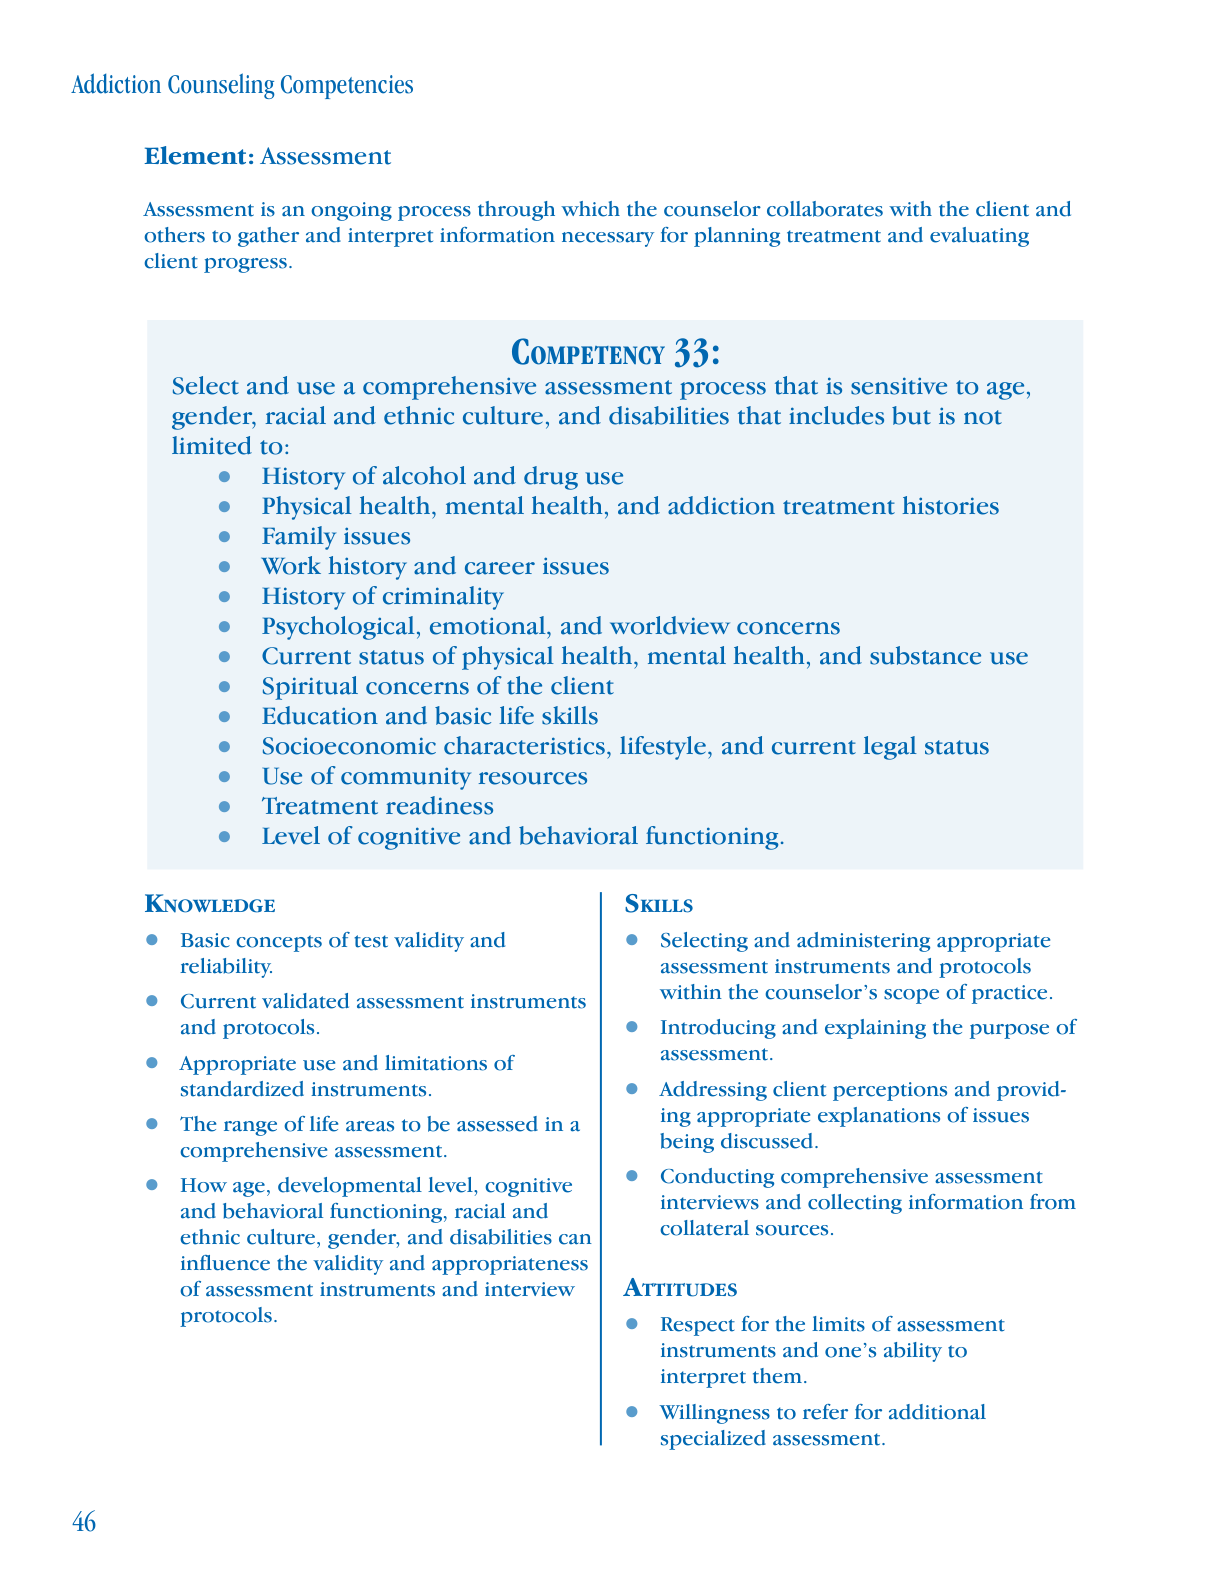 Addiction Counseling Competencies
Element: Assessment
Assessment is an ongoing process through which the counselor collaborates with the client and
others to gather and interpret information necessary for planning treatment and evaluating
client progress.
COMPETENCY 33:
Select and use a comprehensive assessment process that is sensitive to age,
gender, racial and ethnic culture, and disabilities that includes but is not
limited to:
● History of alcohol and drug use
● Physical health, mental health, and addiction treatment histories
● Family issues
● Work history and career issues
● History of criminality
● Psychological, emotional, and worldview concerns
● Current status of physical health, mental health, and substance use
● Spiritual concerns of the client
● Education and basic life skills
● Socioeconomic characteristics, lifestyle, and current legal status
● Use of community resources
● Treatment readiness
● Level of cognitive and behavioral functioning.
KNOWLEDGE
● Basic concepts of test validity and
reliability.
● Current validated assessment instruments
and protocols.
● Appropriate use and limitations of
standardized instruments.
● The range of life areas to be assessed in a
comprehensive assessment.
● How age, developmental level, cognitive
and behavioral functioning, racial and
ethnic culture, gender, and disabilities can
influence the validity and appropriateness
of assessment instruments and interview
protocols.
SKILLS
● Selecting and administering appropriate
assessment instruments and protocols
within the counselor's scope of practice.
● Introducing and explaining the purpose of
assessment.
● Addressing client perceptions and provid-
ing appropriate explanations of issues
being discussed.
● Conducting comprehensive assessment
interviews and collecting information from
collateral sources.
ATTITUDES
● Respect for the limits of assessment
instruments and one's ability to
interpret them.
● Willingness to refer for additional
specialized assessment.
46